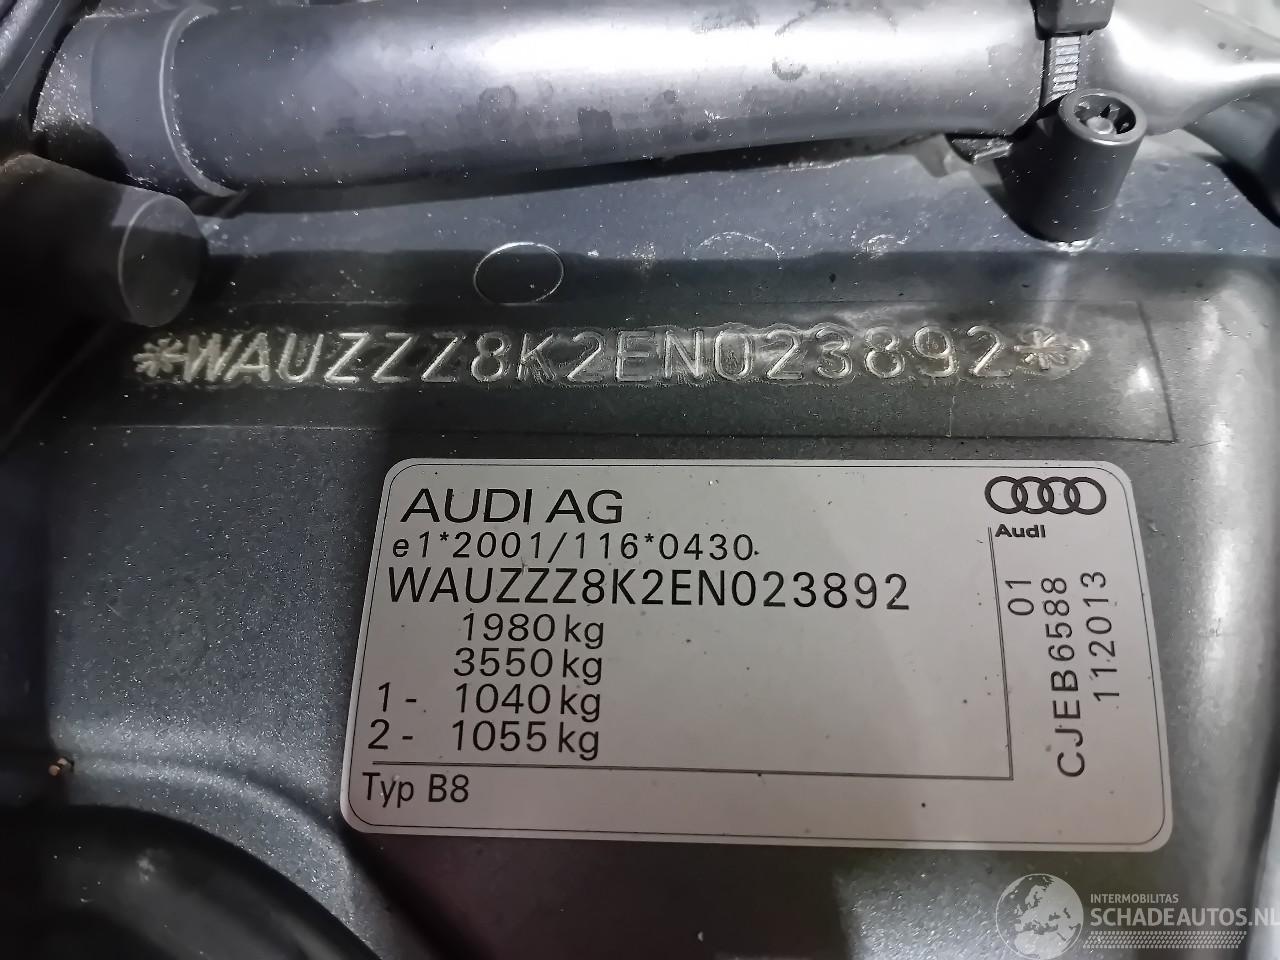 *WAUZZZ8K2EN023892*
AUDI AG
e1*2001/116*0430
WAUZZZ8K2EN023892
1980 kg
3550 kg
1 - 1040 kg
2 - 1055 kg
Typ B8
Audi
01
CJEB6588
112013
INTERMOBILITAS
SCHADEAUTOS.NL